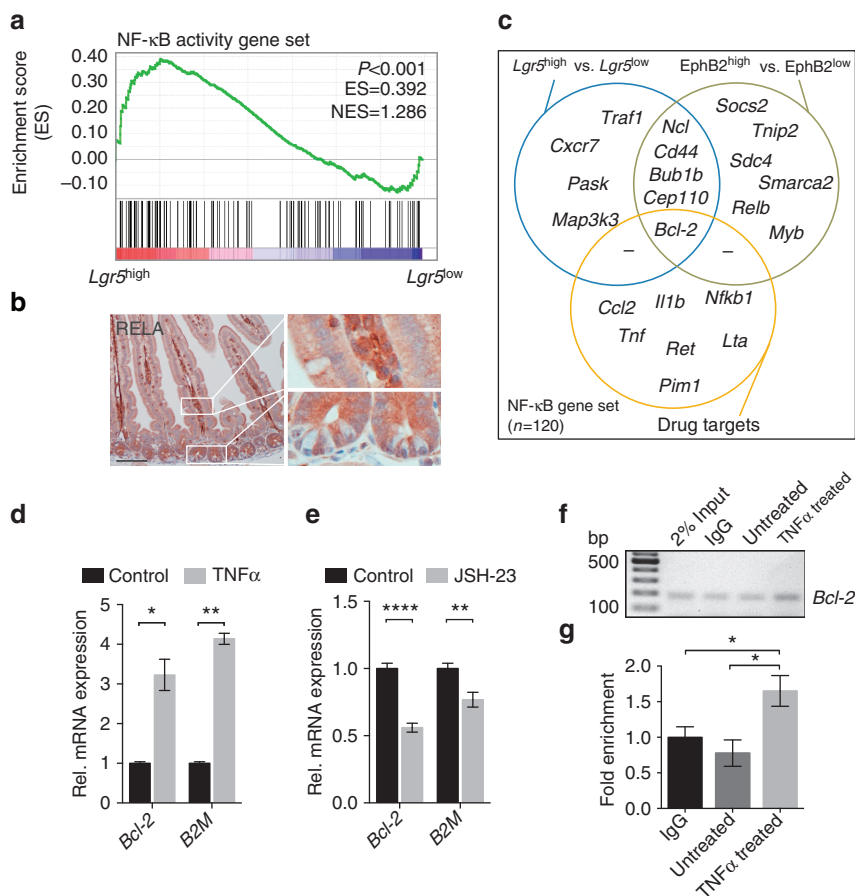 a
NF-κB activity gene set
Enrichment score
(ES)
0.40
0.30
0.20
0.10
0.00
–0.10
P<0.001
ES=0.392
NES=1.286
Lgr5high
Lgr5low
b
RELA
c
Lgr5high vs. Lgr5low
EphB2high vs. EphB2low
Traf1
Cxcr7
Pask
Map3k3
Ncl
Cd44
Bub1b
Cep110
Bcl-2
Socs2
Tnip2
Sdc4
Smarca2
Relb
Myb
–
–
Ccl2
Il1b
Nfkb1
Tnf
Ret
Lta
Pim1
NF-κB gene set
(n=120)
Drug targets
d
Control
TNFα
Rel. mRNA expression
5
4
3
2
1
0
*
**
Bcl-2
B2M
e
Control
JSH-23
Rel. mRNA expression
1.5
1.0
0.5
0.0
****
**
Bcl-2
B2M
f
bp
500
100
2% Input
IgG
Untreated
TNFα treated
Bcl-2
g
Fold enrichment
2.0
1.5
1.0
0.5
0.0
*
*
IgG
Untreated
TNFα treated